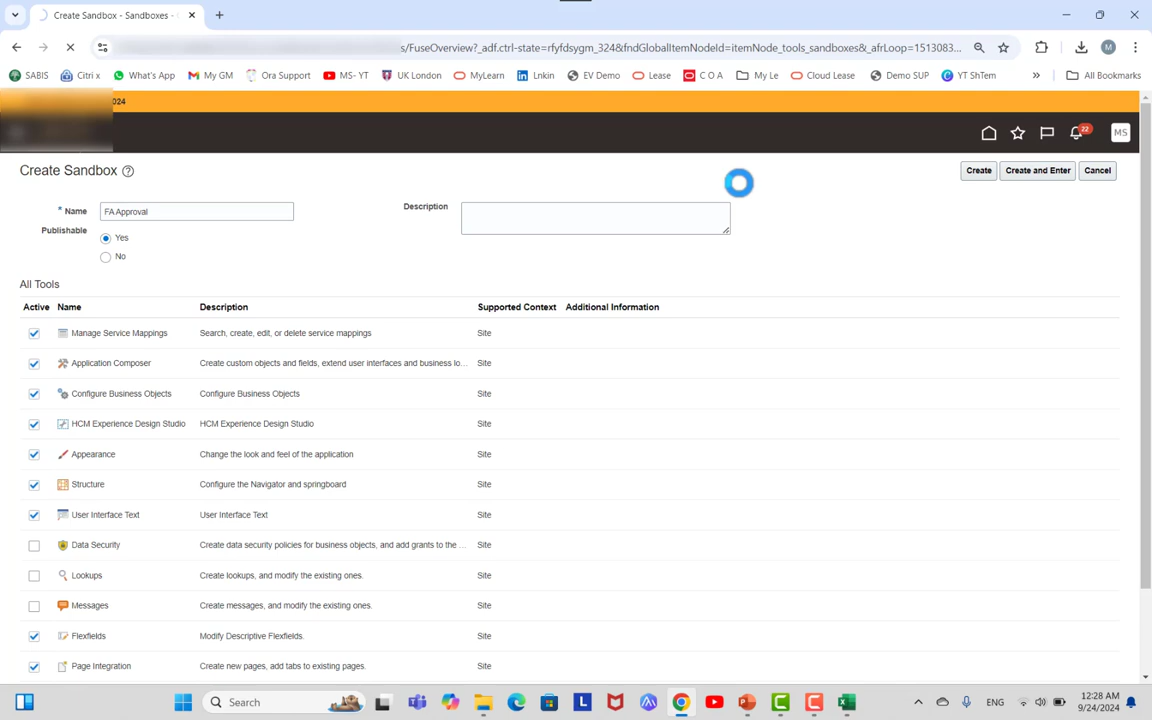 Create Sandbox - Sandboxes -
s/FuseOverview?_adf.ctrl-state=rfyfdsygm_324&fndGlobalItemNodeId=itemNode_tools_sandboxes&_afrLoop=1513083...
SABIS Citri x What's App My GM Ora Support MS- YT UK London MyLearn Lnkin EV Demo Lease C O A My Le Cloud Lease Demo SUP YT ShTem » All Bookmarks
024
22 MS
Create Sandbox ? Create Create and Enter Cancel
* Name FA Approval Description
Publishable Yes
No
All Tools
Active Name Description Supported Context Additional Information
Manage Service Mappings Search, create, edit, or delete service mappings Site
Application Composer Create custom objects and fields, extend user interfaces and business lo... Site
Configure Business Objects Configure Business Objects Site
HCM Experience Design Studio HCM Experience Design Studio Site
Appearance Change the look and feel of the application Site
Structure Configure the Navigator and springboard Site
User Interface Text User Interface Text Site
Data Security Create data security policies for business objects, and add grants to the ... Site
Lookups Create lookups, and modify the existing ones. Site
Messages Create messages, and modify the existing ones. Site
Flexfields Modify Descriptive Flexfields. Site
Page Integration Create new pages, add tabs to existing pages. Site
Search ENG 12:28 AM
9/24/2024